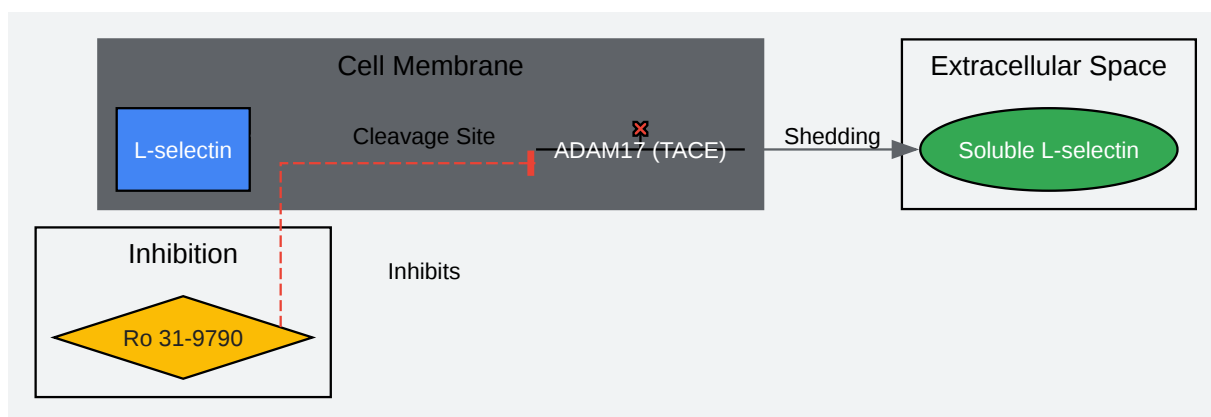 Cell Membrane
Extracellular Space
L-selectin
Cleavage Site
ADAM17 (TACE)
Shedding
Soluble L-selectin
Inhibition
Inhibits
Ro 31-9790